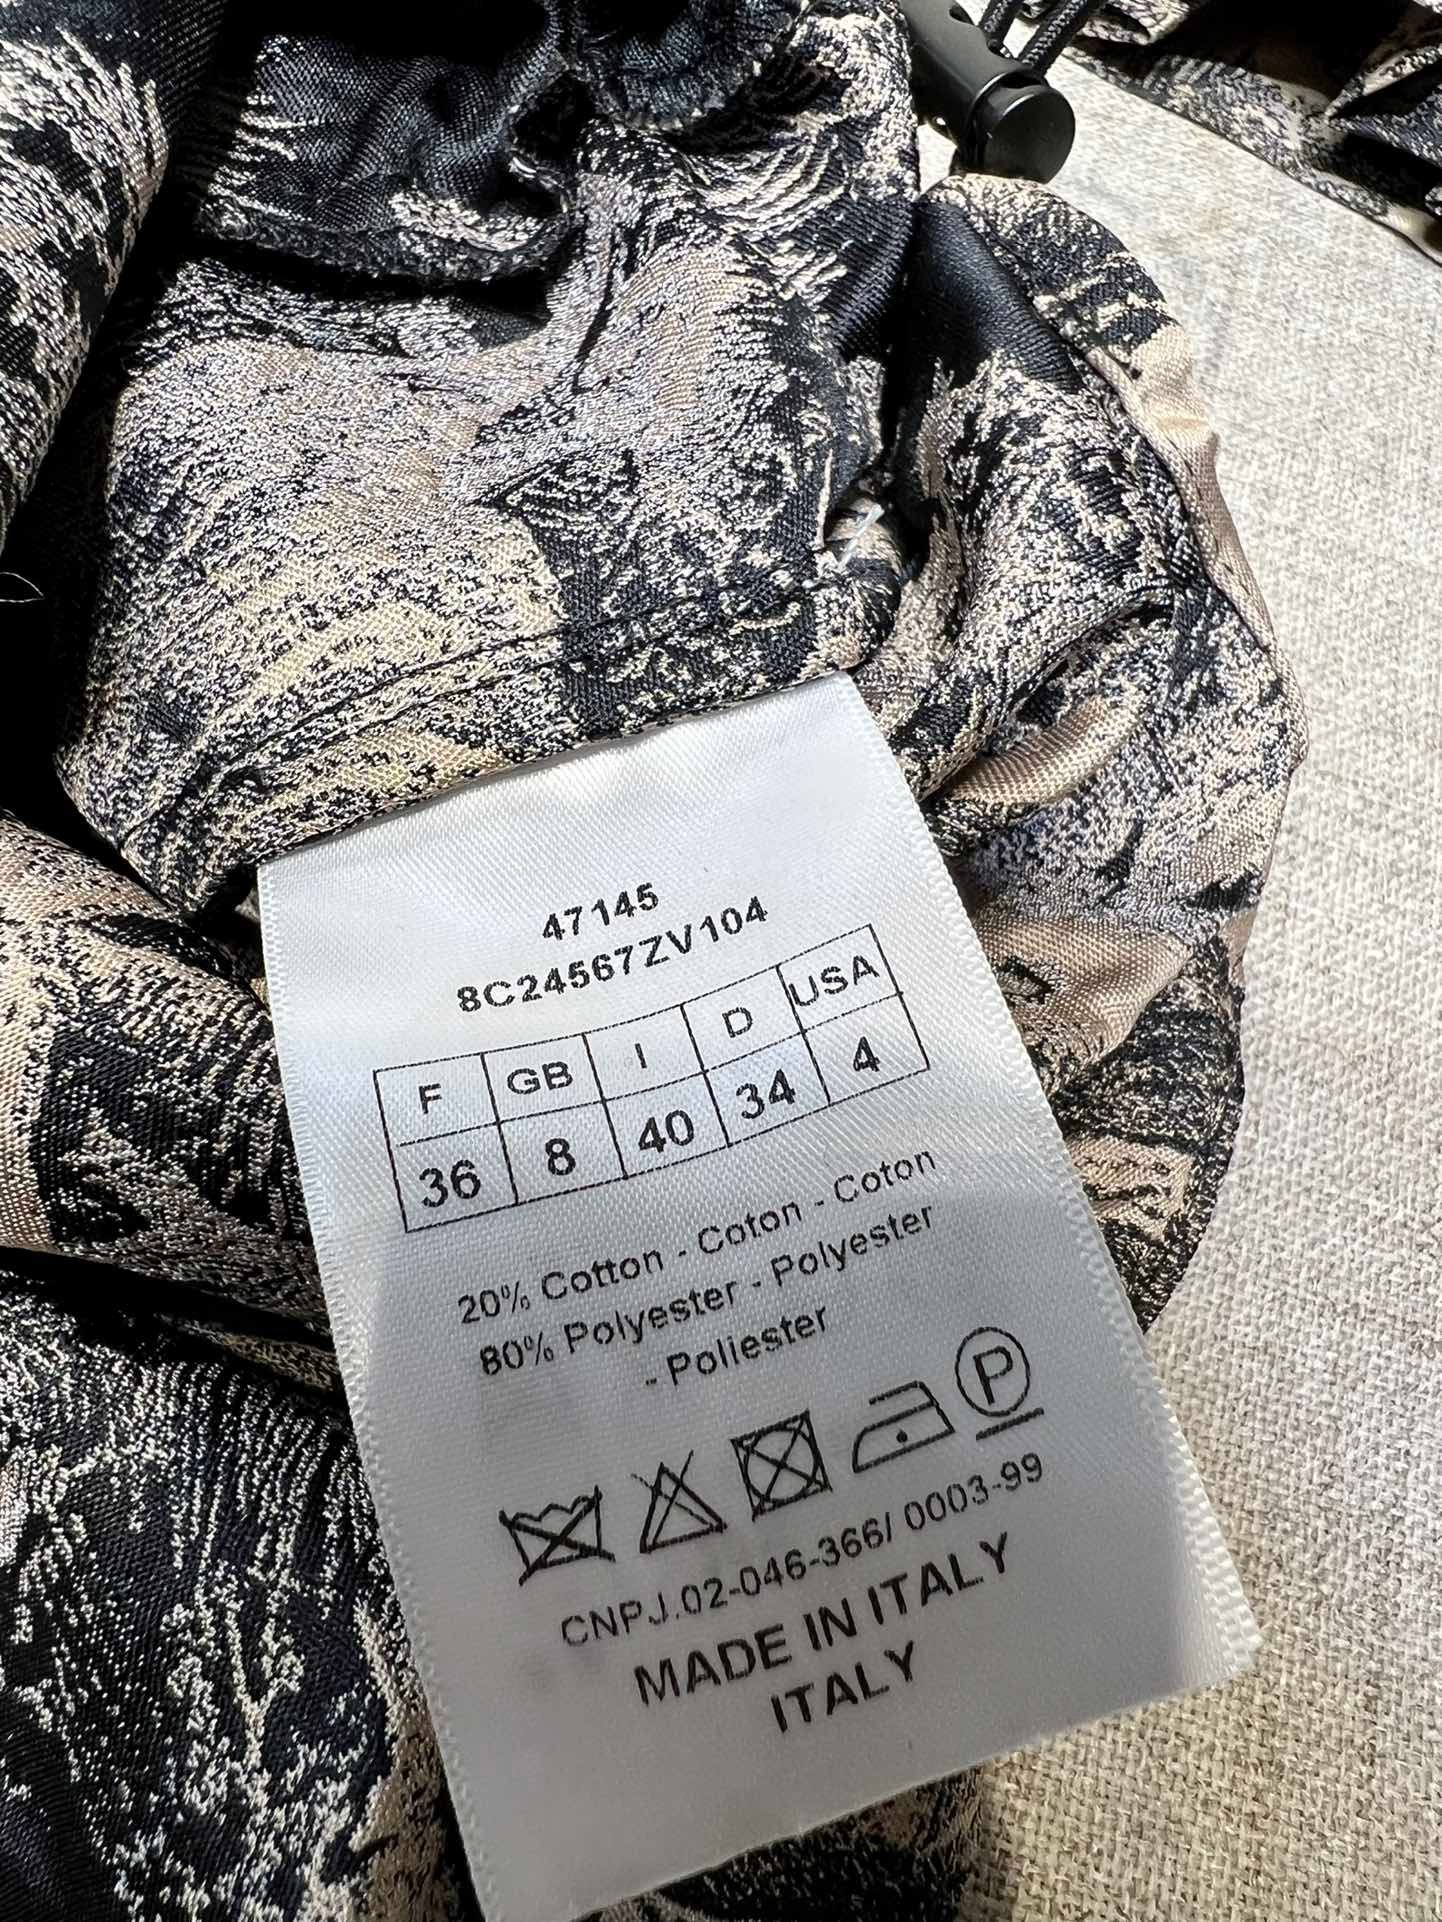 47145
8C24567ZV104
F GB I D USA
36 8 40 34 4
20% Cotton - Coton - Coton
80% Polyester - Polyester
- Poliester
P
CNPJ.02-046-366/ 0003-99
MADE IN ITALY
ITALY